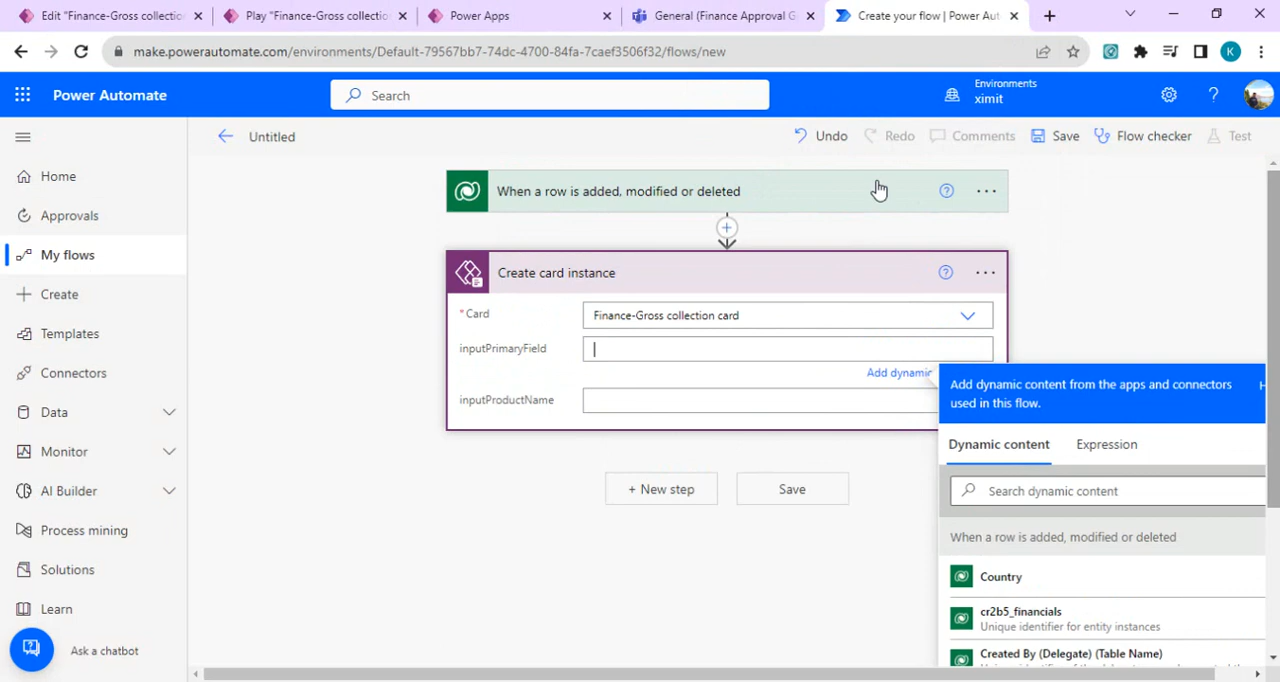 Edit "Finance-Gross collection
Play "Finance-Gross collectio
Power Apps
General (Finance Approval G
Create your flow | Power Aut
make.powerautomate.com/environments/Default-79567bb7-74dc-4700-84fa-7caef3506f32/flows/new
K
Power Automate
Search
Environments
ximit
Untitled
Undo
Redo
Comments
Save
Flow checker
Test
Home
Approvals
My flows
Create
Templates
Connectors
Data
Monitor
AI Builder
Process mining
Solutions
Learn
Ask a chatbot
When a row is added, modified or deleted
Create card instance
* Card
Finance-Gross collection card
inputPrimaryField
Add dynamic
inputProductName
+ New step
Save
Add dynamic content from the apps and connectors
used in this flow.
Dynamic content
Expression
Search dynamic content
When a row is added, modified or deleted
Country
cr2b5_financials
Unique identifier for entity instances
Created By (Delegate) (Table Name)